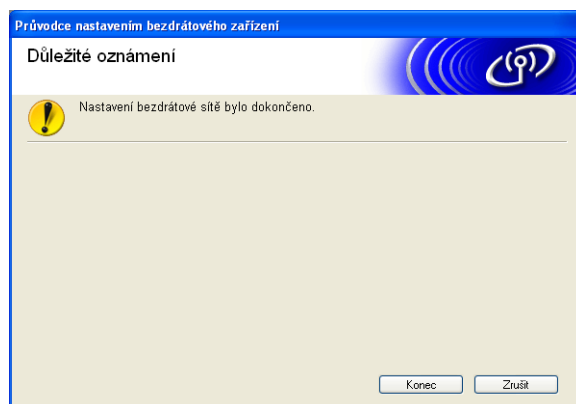 Průvodce nastavením bezdrátového zařízení
Důležité oznámení
Nastavení bezdrátové sítě bylo dokončeno.
Konec
Zrušit